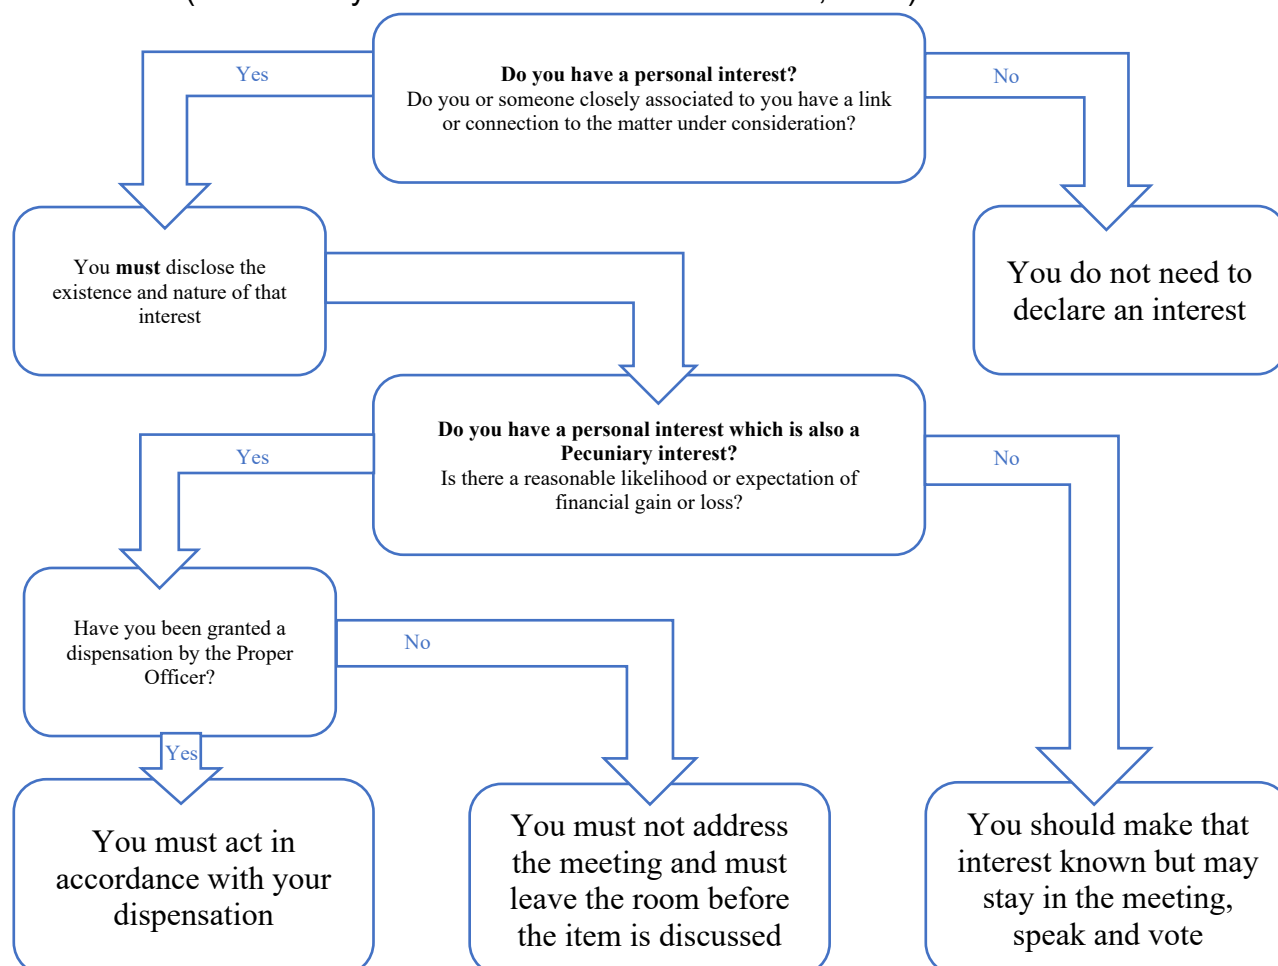 Do you have a personal interest?
Do you or someone closely associated to you have a link
or connection to the matter under consideration?
Yes
No
You must disclose the
existence and nature of that
interest
You do not need to
declare an interest
Do you have a personal interest which is also a
Pecuniary interest?
Is there a reasonable likelihood or expectation of
financial gain or loss?
Yes
No
Have you been granted a
dispensation by the Proper
Officer?
No
Yes
You must act in
accordance with your
dispensation
You must not address
the meeting and must
leave the room before
the item is discussed
You should make that
interest known but may
stay in the meeting,
speak and vote